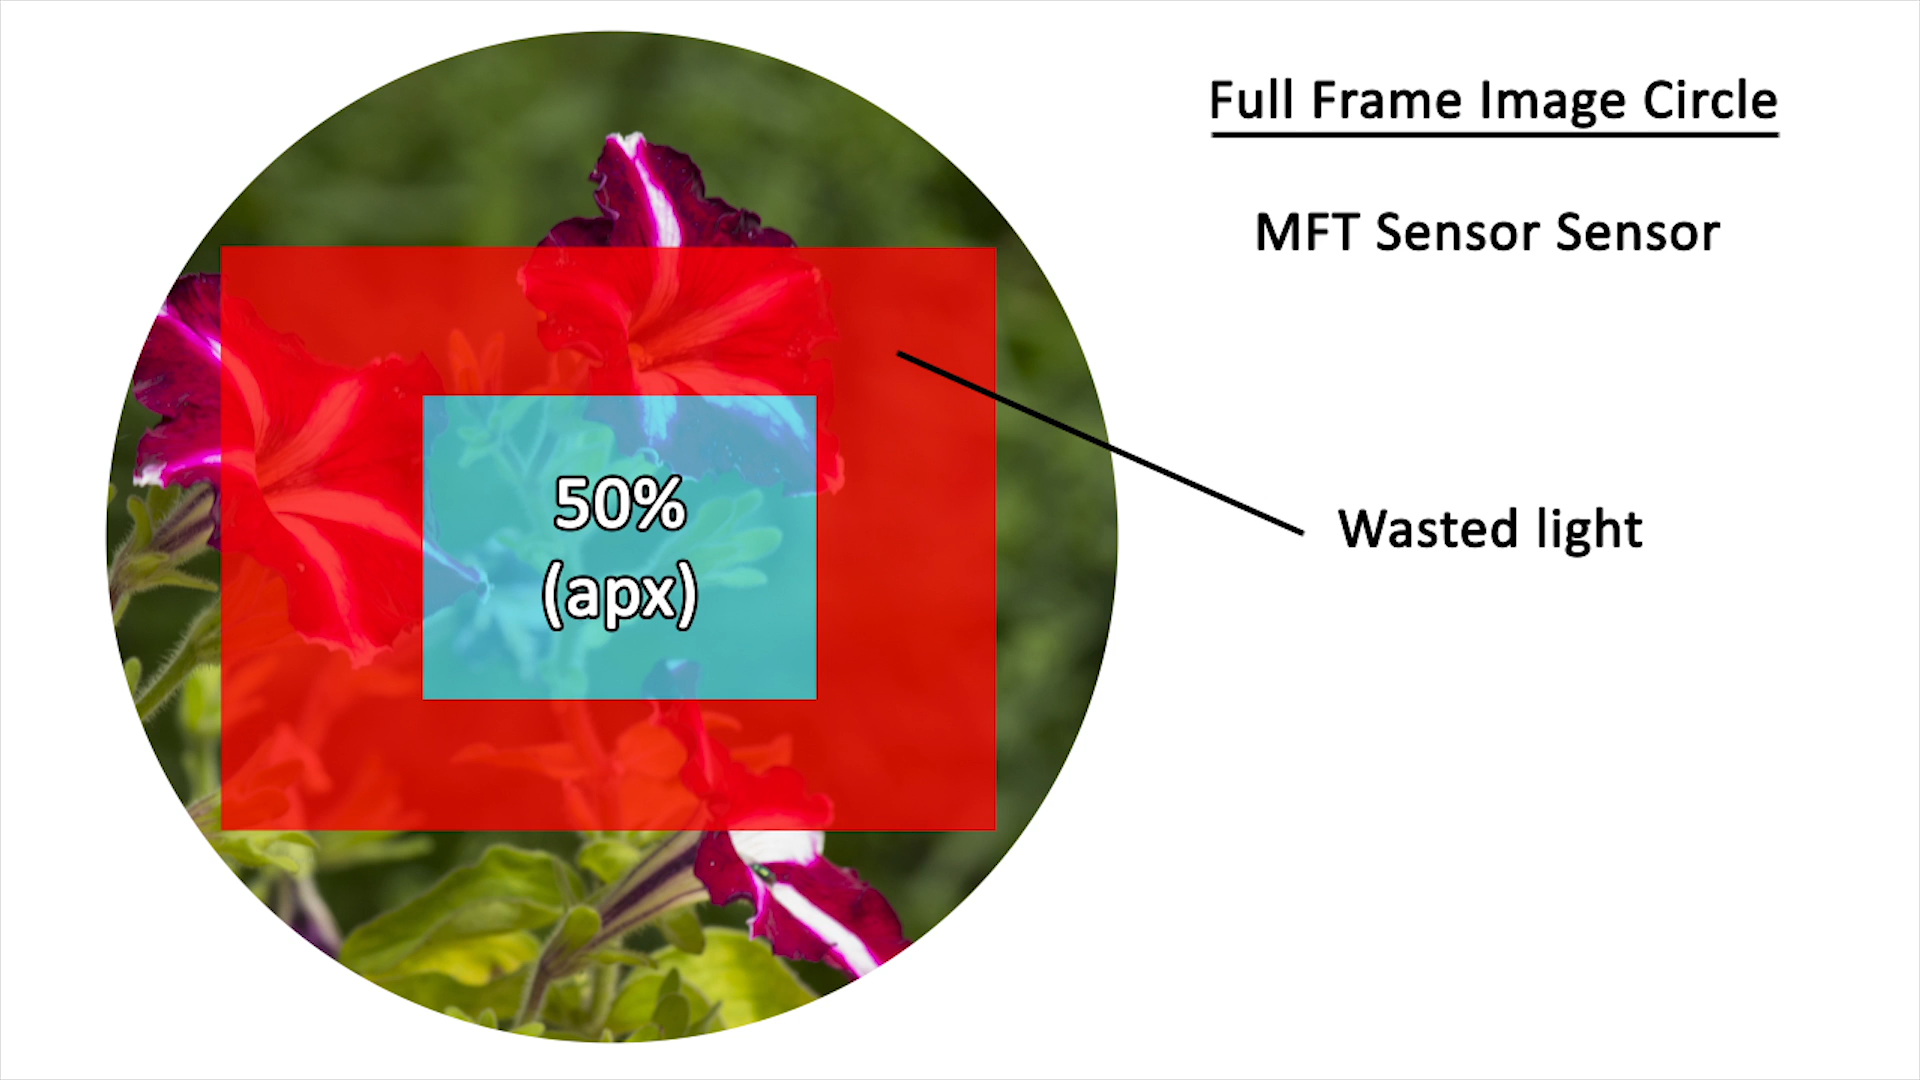 Full Frame Image Circle
MFT Sensor Sensor
50%
(apx)
Wasted light